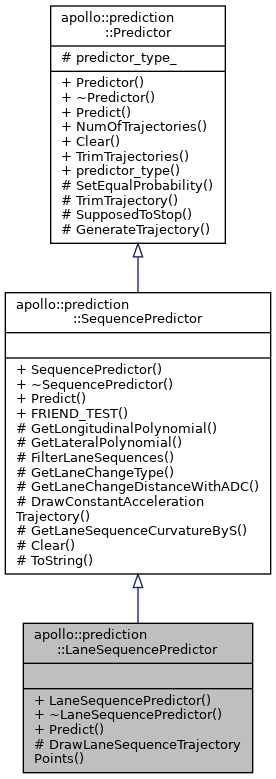 apollo::prediction
::Predictor
# predictor_type_
+ Predictor()
+ ~Predictor()
+ Predict()
+ NumOfTrajectories()
+ Clear()
+ TrimTrajectories()
+ predictor_type()
# SetEqualProbability()
# TrimTrajectory()
# SupposedToStop()
# GenerateTrajectory()
apollo::prediction
::SequencePredictor
+ SequencePredictor()
+ ~SequencePredictor()
+ Predict()
+ FRIEND_TEST()
# GetLongitudinalPolynomial()
# GetLateralPolynomial()
# FilterLaneSequences()
# GetLaneChangeType()
# GetLaneChangeDistanceWithADC()
# DrawConstantAcceleration
Trajectory()
# GetLaneSequenceCurvatureByS()
# Clear()
# ToString()
apollo::prediction
::LaneSequencePredictor
+ LaneSequencePredictor()
+ ~LaneSequencePredictor()
+ Predict()
# DrawLaneSequenceTrajectory
Points()